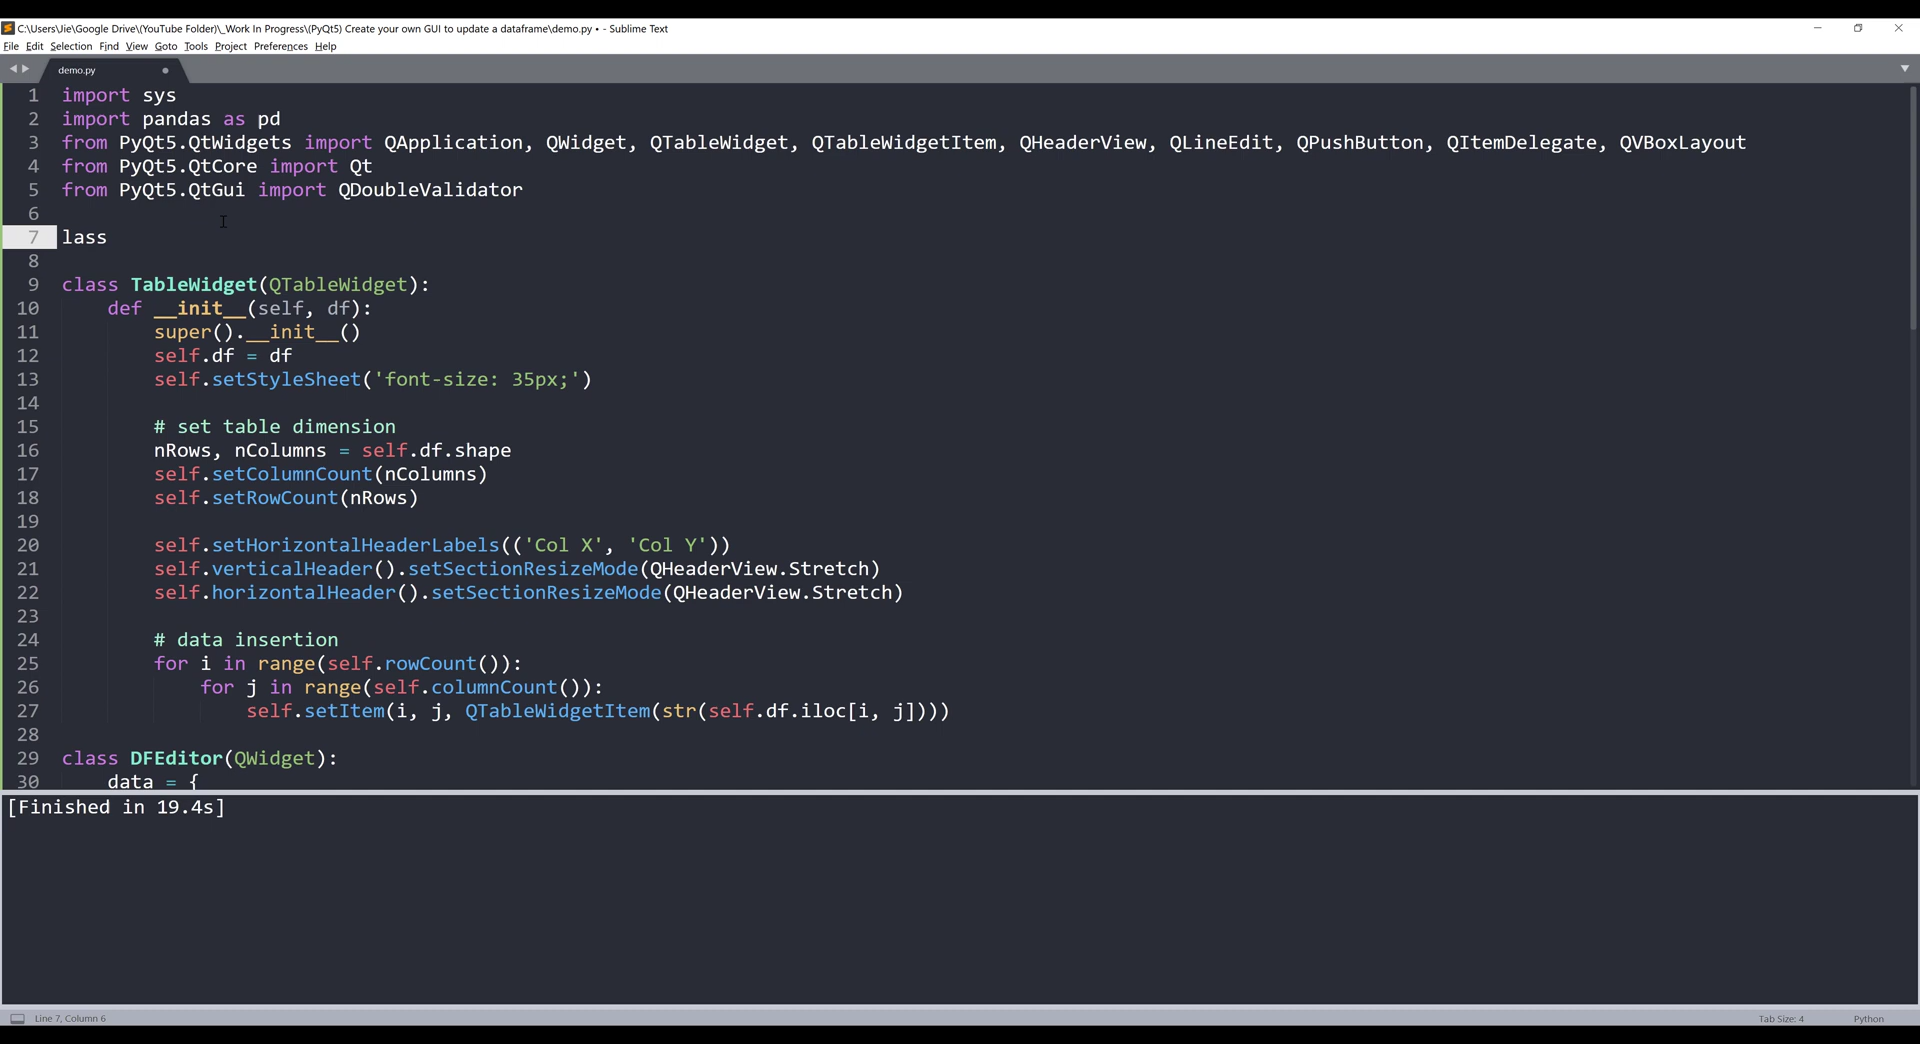 C:\Users\Jie\Google Drive\(YouTube Folder)\_Work In Progress\(PyQt5) Create your own GUI to update a dataframe\demo.py • - Sublime Text
File Edit Selection Find View Goto Tools Project Preferences Help
demo.py
1 import sys
2 import pandas as pd
3 from PyQt5.QtWidgets import QApplication, QWidget, QTableWidget, QTableWidgetItem, QHeaderView, QLineEdit, QPushButton, QItemDelegate, QVBoxLayout
4 from PyQt5.QtCore import Qt
5 from PyQt5.QtGui import QDoubleValidator
6
7 lass
8
9 class TableWidget(QTableWidget):
10     def __init__(self, df):
11         super().__init__()
12         self.df = df
13         self.setStyleSheet('font-size: 35px;')
14
15         # set table dimension
16         nRows, nColumns = self.df.shape
17         self.setColumnCount(nColumns)
18         self.setRowCount(nRows)
19
20         self.setHorizontalHeaderLabels(('Col X', 'Col Y'))
21         self.verticalHeader().setSectionResizeMode(QHeaderView.Stretch)
22         self.horizontalHeader().setSectionResizeMode(QHeaderView.Stretch)
23
24         # data insertion
25         for i in range(self.rowCount()):
26             for j in range(self.columnCount()):
27                 self.setItem(i, j, QTableWidgetItem(str(self.df.iloc[i, j])))
28
29 class DFEditor(QWidget):
30     data = {
[Finished in 19.4s]
Line 7, Column 6 Tab Size: 4 Python